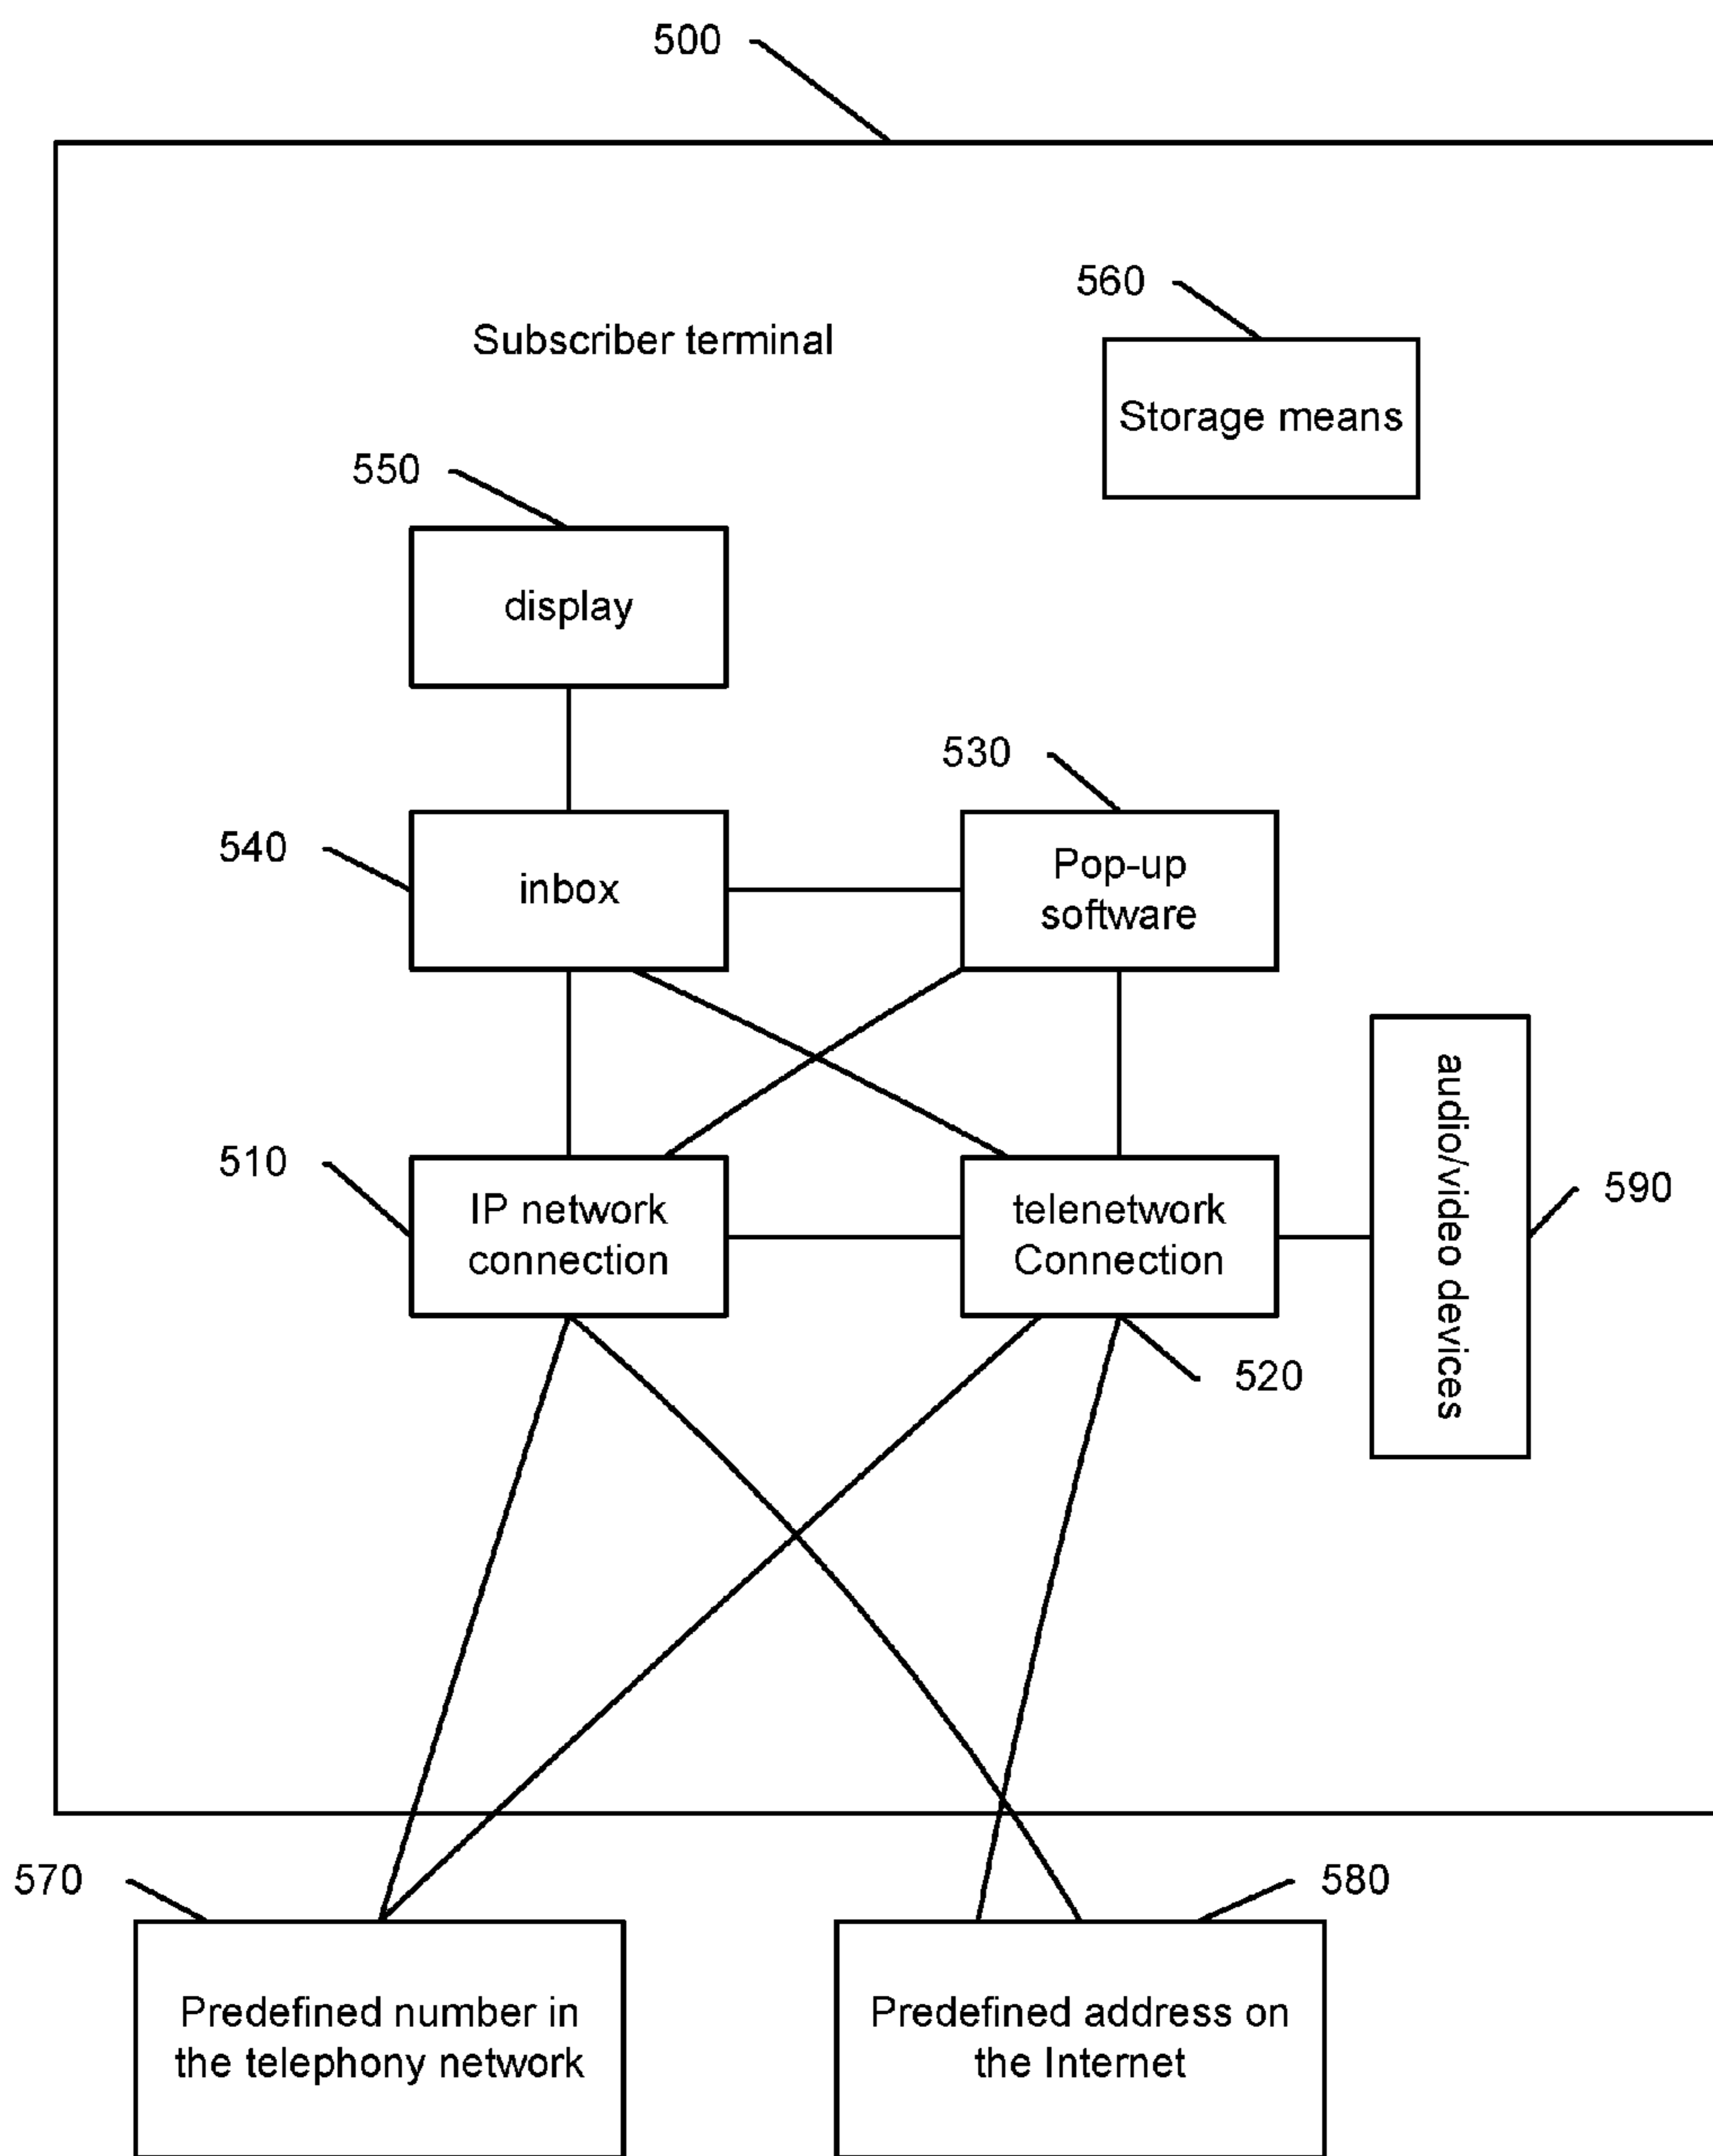 500
560
Subscriber terminal
Storage means
550
display
530
540
inbox
Pop-up
software
510
IP network
connection
telenetwork
Connection
audio/video devices
590
520
570
580
Predefined number in
the telephony network
Predefined address on
the Internet